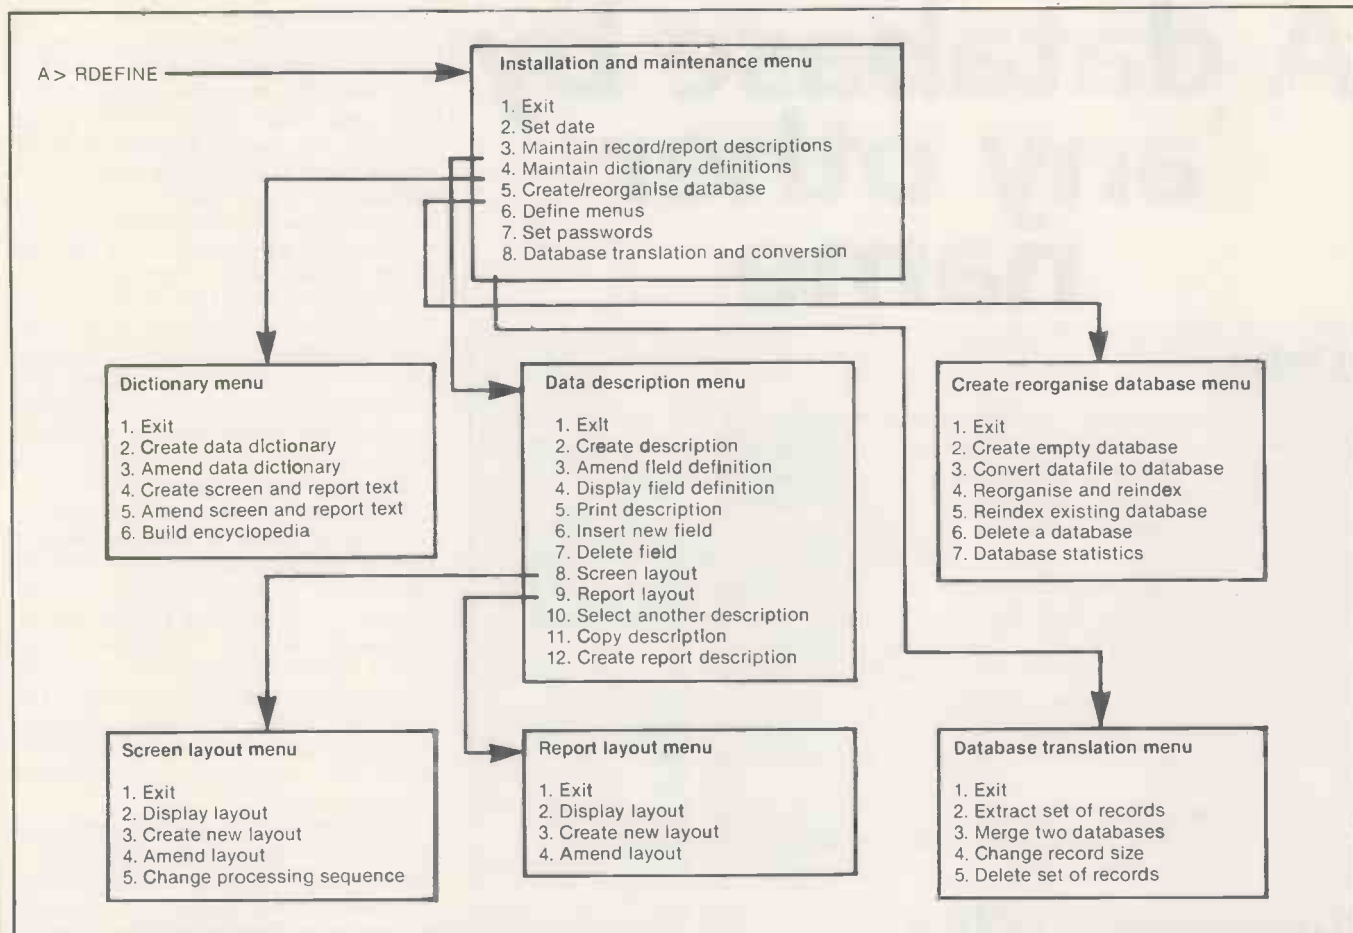 A> RDEFINE
Installation and maintenance menu
1. Exit
2. Set date
3. Maintain record/report descriptions
4. Maintain dictionary definitions
5. Create/reorganise database
6. Define menus
7. Set passwords
8. Database translation and conversion
Dictionary menu
1. Exit
2. Create data dictionary
3. Amend data dictionary
4. Create screen and report text
5. Amend screen and report text
6. Build encyclopedia
Data description menu
1. Exit
2. Create description
3. Amend field definition
4. Display field definition
5. Print description
6. Insert new field
7. Delete field
8. Screen layout
9. Report layout
10. Select another description
11. Copy description
12. Create report description
Create reorganise database menu
1. Exit
2. Create empty database
3. Convert datafile to database
4. Reorganise and reindex
5. Reindex existing database
6. Delete a database
7. Database statistics
Screen layout menu
1. Exit
2. Display layout
3. Create new layout
4. Amend layout
5. Change processing sequence
Report layout menu
1. Exit
2. Display layout
3. Create new layout
4. Amend layout
Database translation menu
1. Exit
2. Extract set of records
3. Merge two databases
4. Change record size
5. Delete set of records